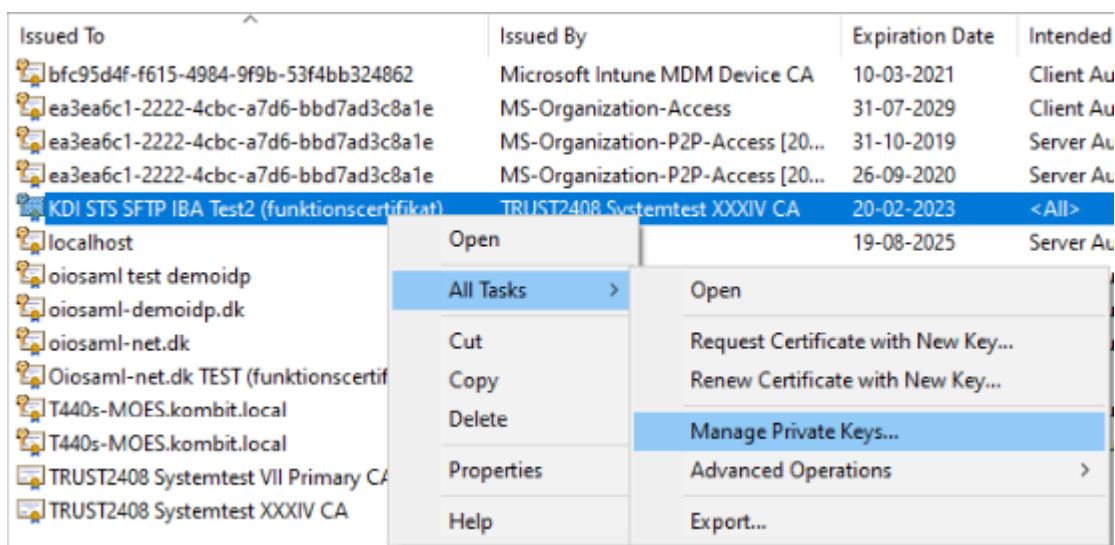 Issued To Issued By Expiration Date Intended
bfc95d4f-f615-4984-9f9b-53f4bb324862 Microsoft Intune MDM Device CA 10-03-2021 Client Au
ea3ea6c1-2222-4cbc-a7d6-bbd7ad3c8a1e MS-Organization-Access 31-07-2029 Client Au
ea3ea6c1-2222-4cbc-a7d6-bbd7ad3c8a1e MS-Organization-P2P-Access [20... 31-10-2019 Server Au
ea3ea6c1-2222-4cbc-a7d6-bbd7ad3c8a1e MS-Organization-P2P-Access [20... 26-09-2020 Server Au
KDI STS SFTP IBA Test2 (funktionscertifikat) TRUST2408 Systemtest XXXIV CA 20-02-2023 <All>
localhost 19-08-2025 Server Au
oiosaml test demoidp
oiosaml-demoidp.dk
oiosaml-net.dk
Oiosaml-net.dk TEST (funktionscertif
T440s-MOES.kombit.local
T440s-MOES.kombit.local
TRUST2408 Systemtest VII Primary CA
TRUST2408 Systemtest XXXIV CA
Open
All Tasks >
Cut
Copy
Delete
Properties
Help
Open
Request Certificate with New Key...
Renew Certificate with New Key...
Manage Private Keys...
Advanced Operations >
Export...